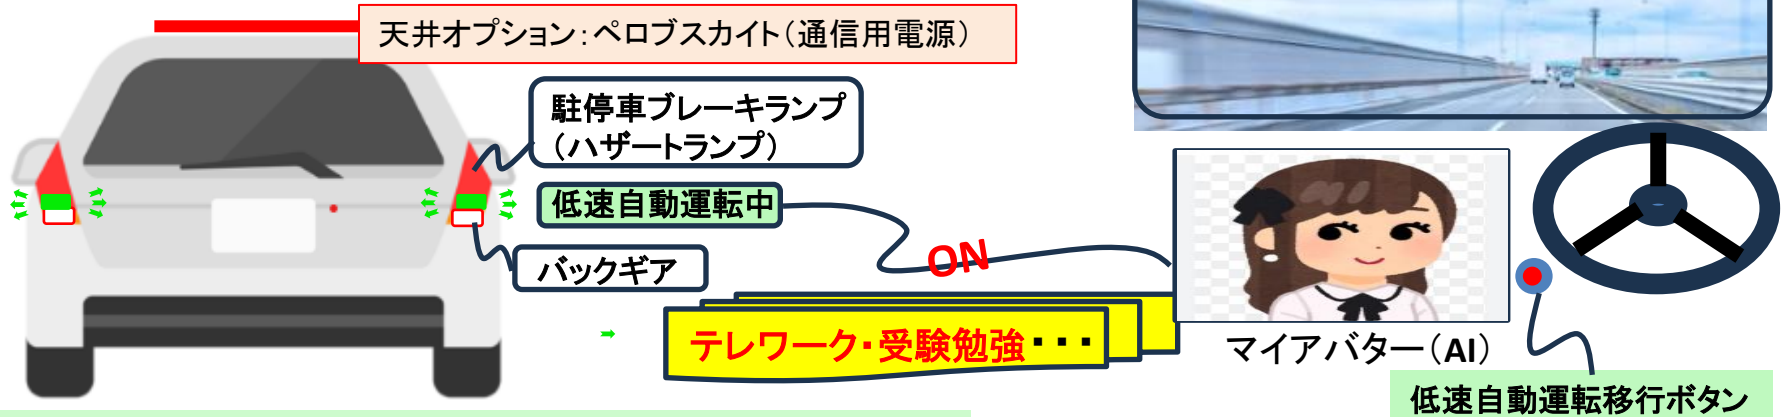 天井オプション：ペロブスカイト（通信用電源）
駐停車ブレーキランプ
（ハザートランプ）
低速自動運転中
バックギア
ON
テレワーク・受験勉強・・・
マイアバター（AI）
低速自動運転移行ボタン